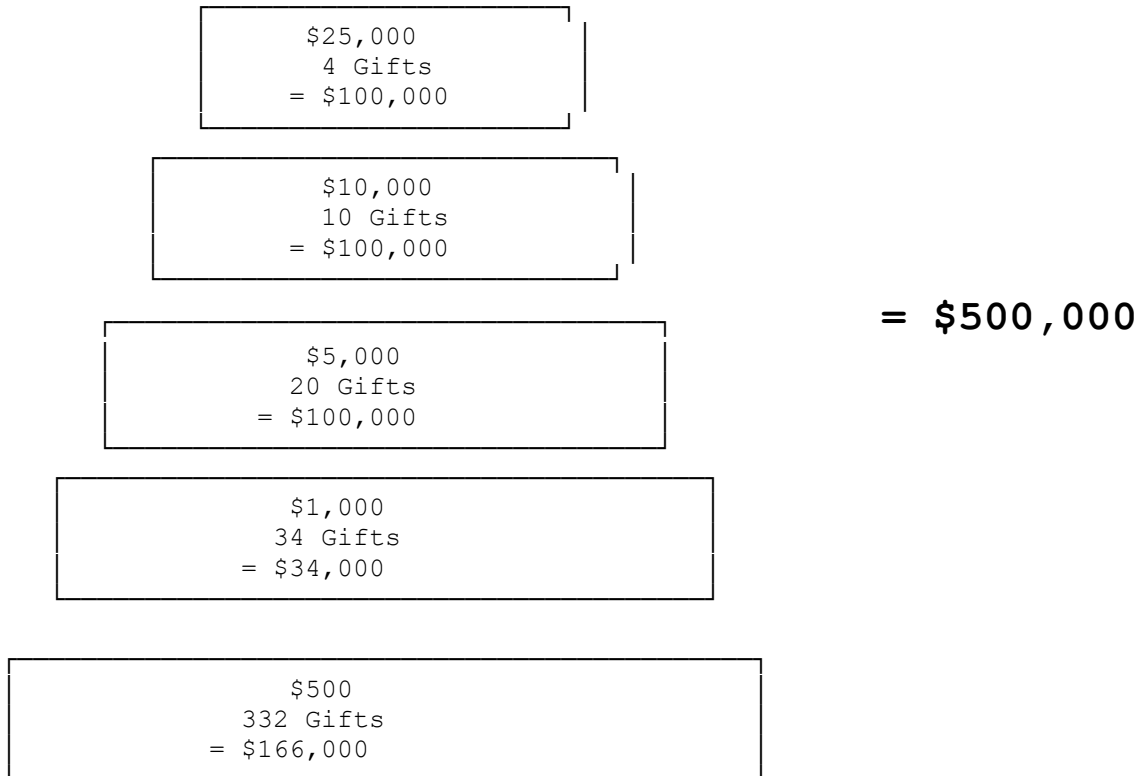 $25,000
4 Gifts
= $100,000
$10,000
10 Gifts
= $100,000
= $500,000
$5,000
20 Gifts
= $100,000
$1,000
34 Gifts
= $34,000
$500
332 Gifts
= $166,000